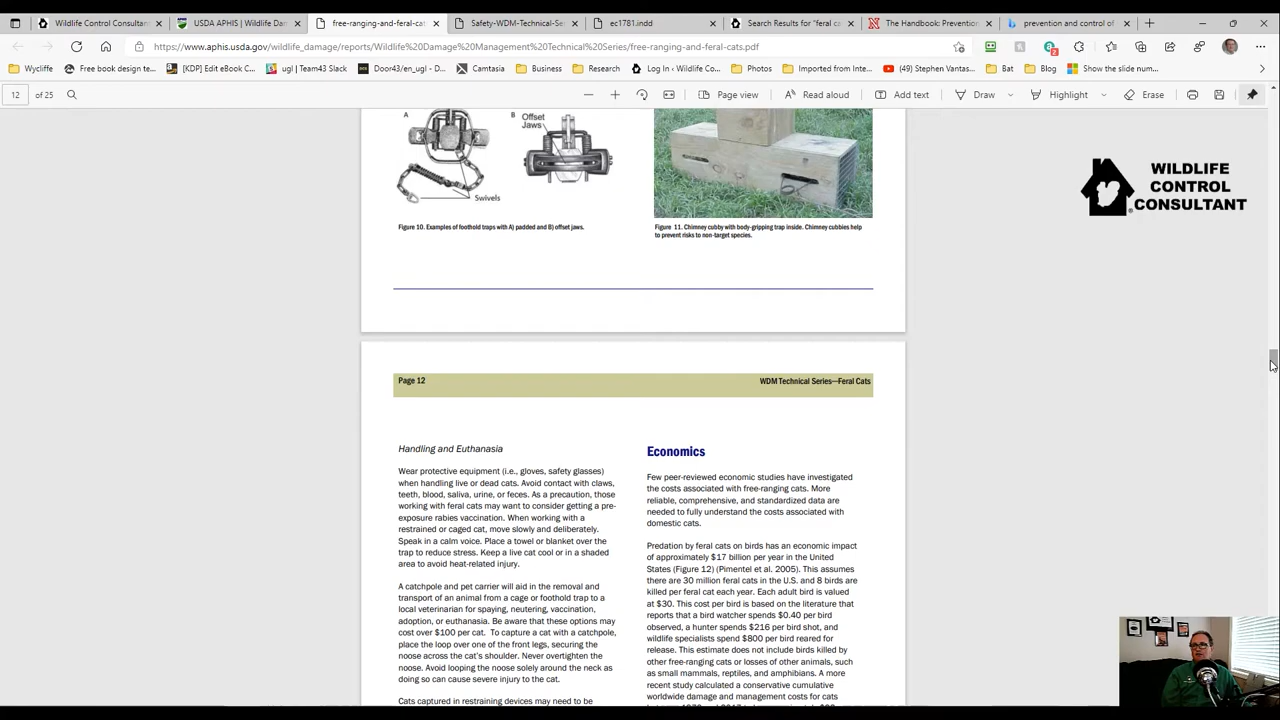 Wildlife Control Consultant
USDA APHIS | Wildlife Dam
free-ranging-and-feral-cats
Safety-WDM-Technical-Se
ec1781.indd
Search Results for "feral c
The Handbook: Prevention
prevention and control of
https://www.aphis.usda.gov/wildlife_damage/reports/Wildlife%20Damage%20Management%20Technical%20Series/free-ranging-and-feral-cats.pdf
Wycliffe
Free book design te...
[KDP] Edit eBook C...
ugl | Team43 Slack
Door43/en_ugl - D...
Camtasia
Business
Research
Log In ‹ Wildlife Co...
Photos
Imported from Inte...
(49) Stephen Vantas...
Bat
Blog
Show the slide num...
12 of 25
Page view
Read aloud
Add text
Draw
Highlight
Erase
A
B
Offset
Jaws
Swivels
Figure 10. Examples of foothold traps with A) padded and B) offset jaws.
Figure 11. Chimney cubby with body-gripping trap inside. Chimney cubbies help
to prevent risks to non-target species.
WILDLIFE
CONTROL
CONSULTANT
®
Page 12
WDM Technical Series—Feral Cats
Handling and Euthanasia
Wear protective equipment (i.e., gloves, safety glasses)
when handling live or dead cats. Avoid contact with claws,
teeth, blood, saliva, urine, or feces. As a precaution, those
working with feral cats may want to consider getting a pre-
exposure rabies vaccination. When working with a
restrained or caged cat, move slowly and deliberately.
Speak in a calm voice. Place a towel or blanket over the
trap to reduce stress. Keep a live cat cool or in a shaded
area to avoid heat-related injury.
A catchpole and pet carrier will aid in the removal and
transport of an animal from a cage or foothold trap to a
local veterinarian for spaying, neutering, vaccination,
adoption, or euthanasia. Be aware that these options may
cost over $100 per cat. To capture a cat with a catchpole,
place the loop over one of the front legs, securing the
noose across the cat's shoulder. Never overtighten the
noose. Avoid looping the noose solely around the neck as
doing so can cause severe injury to the cat.
Cats captured in restraining devices may need to be
Economics
Few peer-reviewed economic studies have investigated
the costs associated with free-ranging cats. More
reliable, comprehensive, and standardized data are
needed to fully understand the costs associated with
domestic cats.
Predation by feral cats on birds has an economic impact
of approximately $17 billion per year in the United
States (Figure 12) (Pimentel et al. 2005). This assumes
there are 30 million feral cats in the U.S. and 8 birds are
killed per feral cat each year. Each adult bird is valued
at $30. This cost per bird is based on the literature that
reports that a bird watcher spends $0.40 per bird
observed, a hunter spends $216 per bird shot, and
wildlife specialists spend $800 per bird reared for
release. This estimate does not include birds killed by
other free-ranging cats or losses of other animals, such
as small mammals, reptiles, and amphibians. A more
recent study calculated a conservative cumulative
worldwide damage and management costs for cats